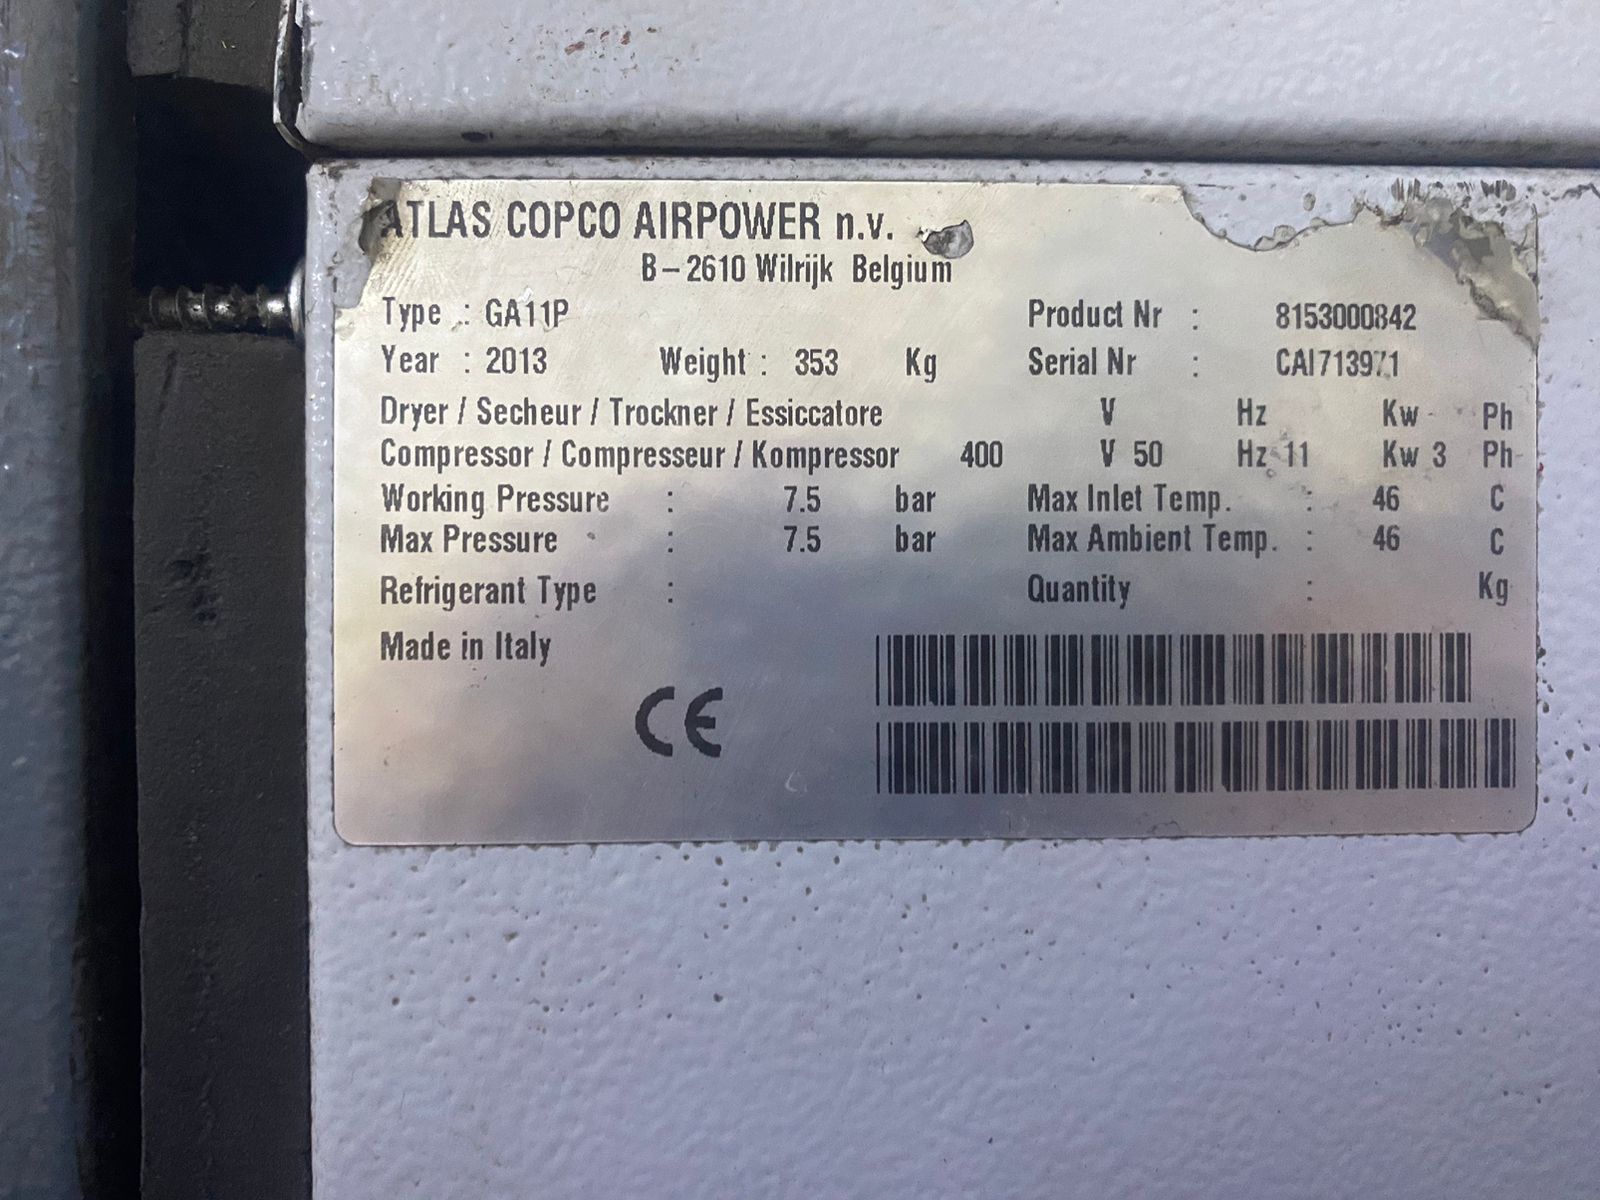 ATLAS COPCO AIRPOWER n.v.
B-2610 Wilrijk Belgium
Type : GA11P Product Nr : 8153000842
Year : 2013 Weight : 353 Kg Serial Nr : CAI713971
Dryer / Secheur / Trockner / Essiccatore V Hz Kw Ph
Compressor / Compresseur / Kompressor 400 V 50 Hz 11 Kw 3 Ph
Working Pressure : 7.5 bar Max Inlet Temp. : 46 C
Max Pressure : 7.5 bar Max Ambient Temp. : 46 C
Refrigerant Type : Quantity : Kg
Made in Italy
CE